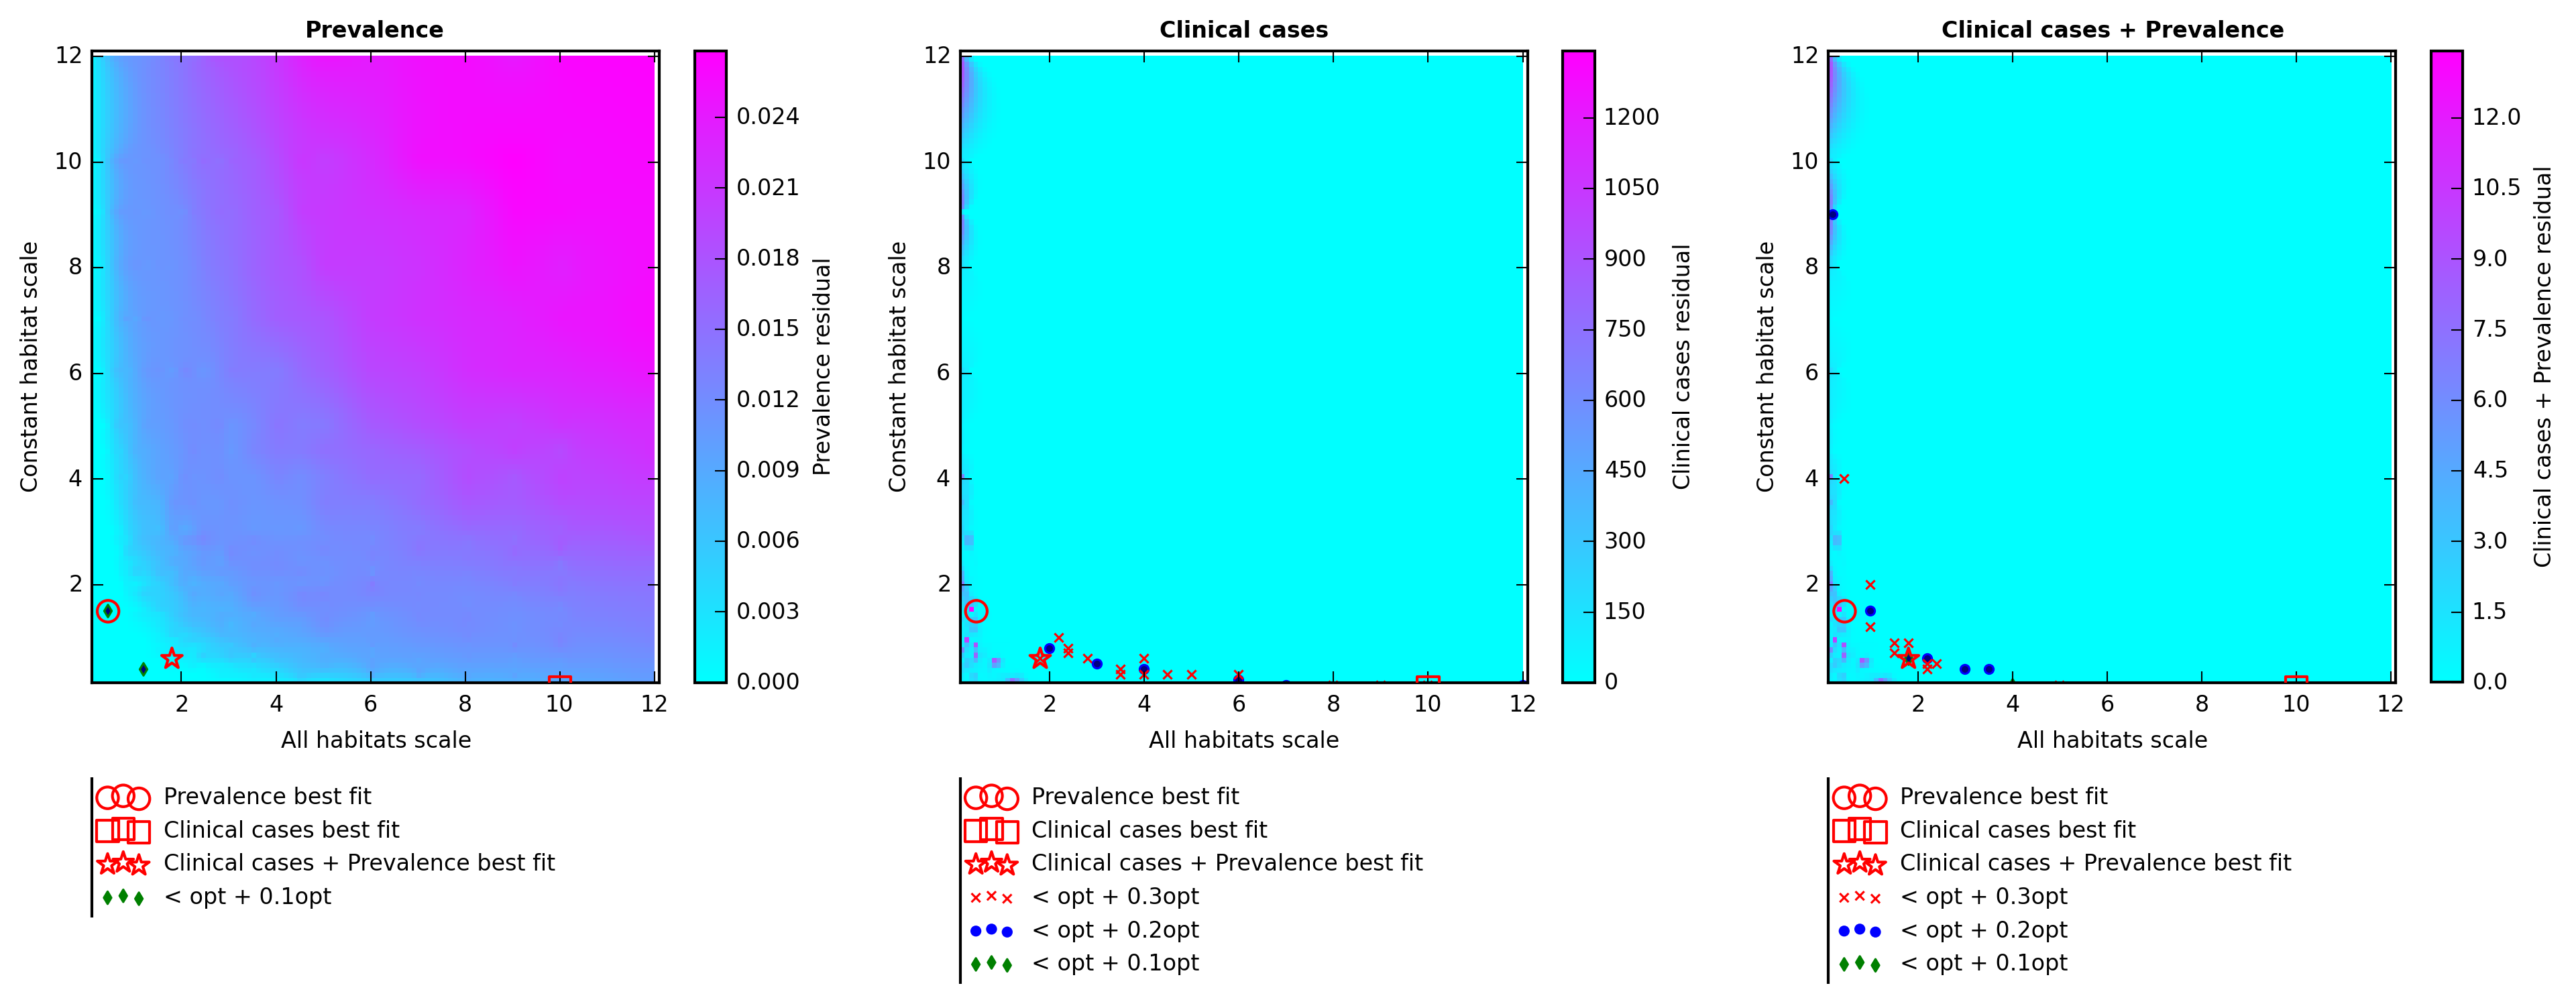 Prevalence
12
10
8
6
4
2
Constant habitat scale
2 4 6 8 10 12
All habitats scale
0.024
0.021
0.018
0.015
0.012
0.009
0.006
0.003
0.000
Prevalence residual
Prevalence best fit
Clinical cases best fit
Clinical cases + Prevalence best fit
< opt + 0.1opt
Clinical cases
12
10
8
6
4
2
Constant habitat scale
2 4 6 8 10 12
All habitats scale
1200
1050
900
750
600
450
300
150
0
Clinical cases residual
Prevalence best fit
Clinical cases best fit
Clinical cases + Prevalence best fit
< opt + 0.3opt
< opt + 0.2opt
< opt + 0.1opt
Clinical cases + Prevalence
12
10
8
6
4
2
Constant habitat scale
2 4 6 8 10 12
All habitats scale
12.0
10.5
9.0
7.5
6.0
4.5
3.0
1.5
0.0
Clinical cases + Prevalence residual
Prevalence best fit
Clinical cases best fit
Clinical cases + Prevalence best fit
< opt + 0.3opt
< opt + 0.2opt
< opt + 0.1opt